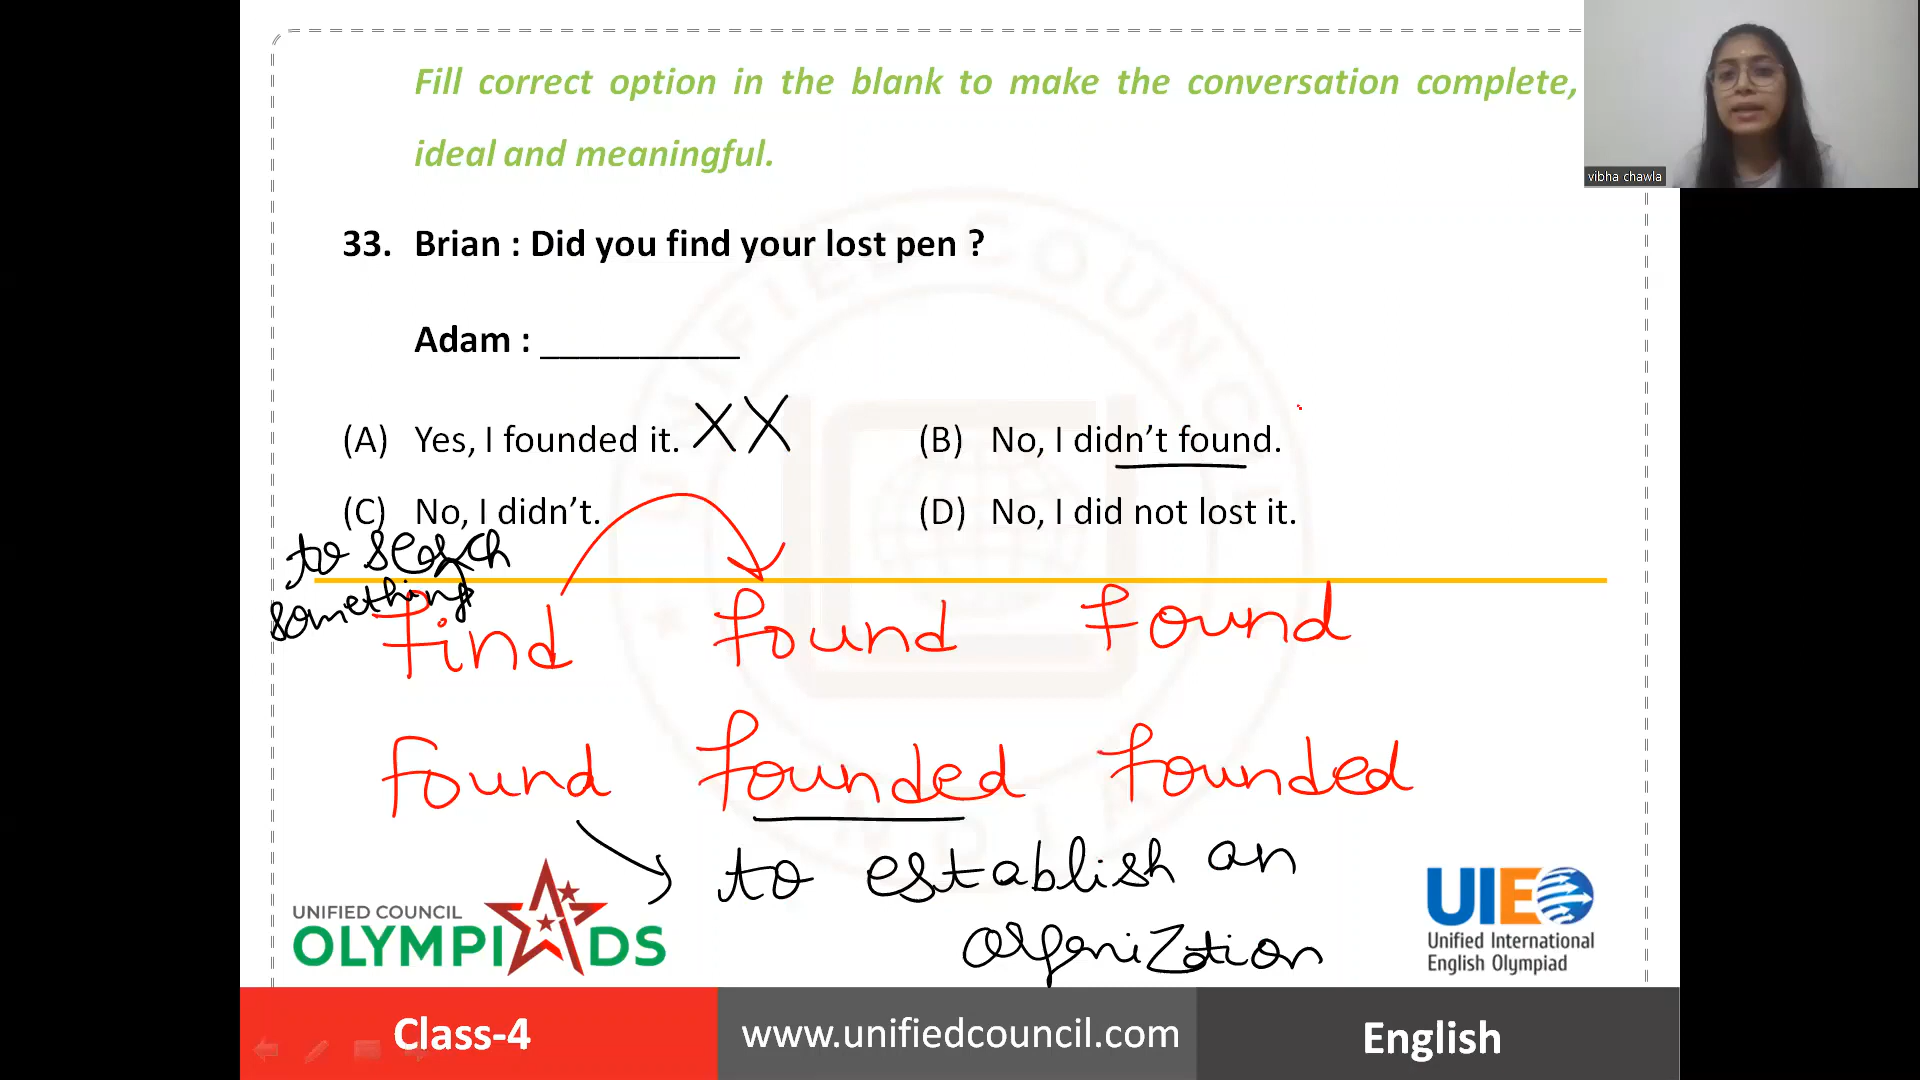 Fill correct option in the blank to make the conversation complete,
ideal and meaningful.
vibha chawla
33. Brian : Did you find your lost pen ?
Adam : __________
(A) Yes, I founded it. XX
(B) No, I didn't found.
(C) No, I didn't.
(D) No, I did not lost it.
to search
something
find found found
found founded founded
to establish an
organization
UNIFIED COUNCIL
OLYMPIADS
UIEO
Unified International
English Olympiad
UNIFIED COUNCIL
Class-4
www.unifiedcouncil.com
English